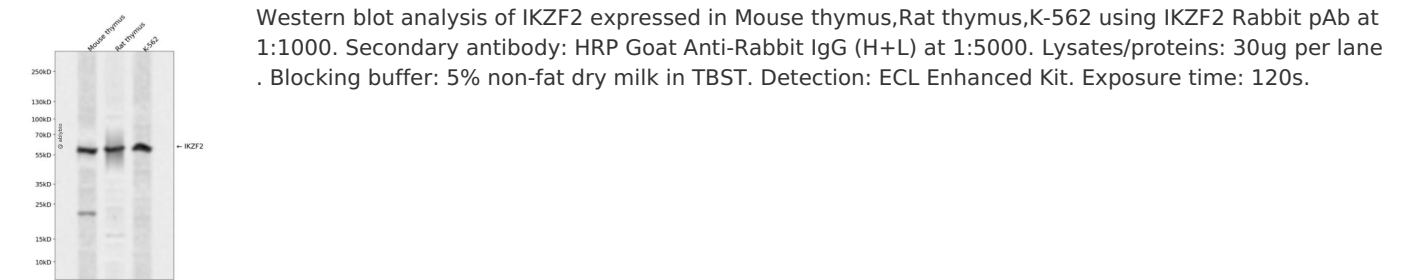 Mouse thymus
Rat thymus
K-562
250kD
130kD
100kD
70kD
55kD
35kD
25kD
15kD
10kD
@ abbybio
← IKZF2
Western blot analysis of IKZF2 expressed in Mouse thymus,Rat thymus,K-562 using IKZF2 Rabbit pAb at
1:1000. Secondary antibody: HRP Goat Anti-Rabbit IgG (H+L) at 1:5000. Lysates/proteins: 30ug per lane
. Blocking buffer: 5% non-fat dry milk in TBST. Detection: ECL Enhanced Kit. Exposure time: 120s.